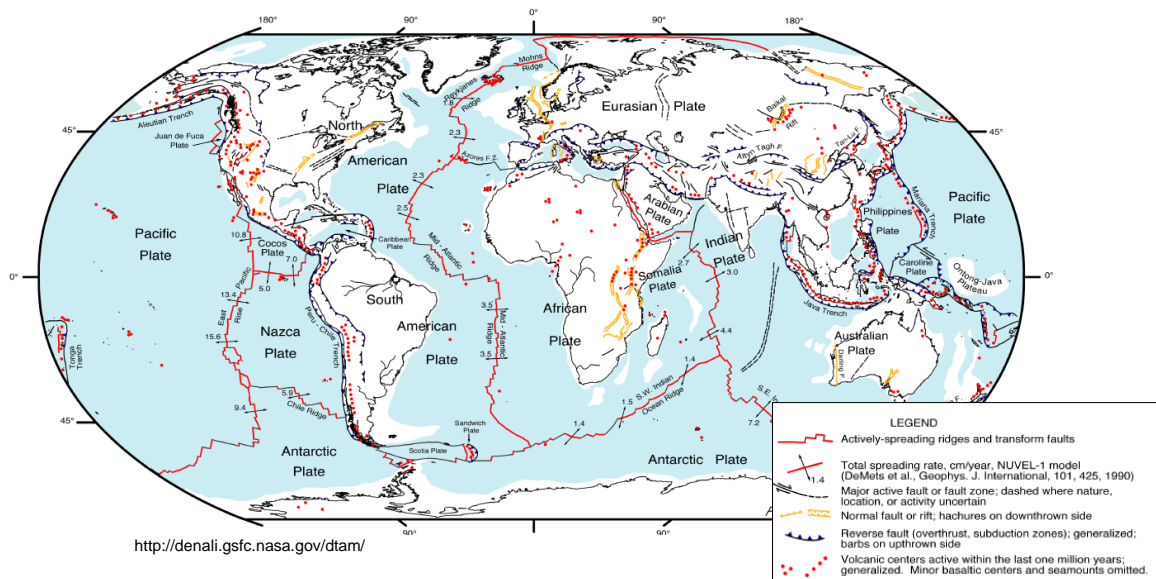 180°
90°
0°
90°
180°
Mohns
Ridge
Reykjanes
Ridge
1.8
Eurasian Plate
Baikal
Rift
Aleutian Trench
45°
45°
Juan de Fuca
Plate
North
American
Plate
2.3
Azores F.Z.
Altyn Tagh F.
Tan-Lu F.
2.3
2.5
Arabian
Plate
Philippines
Plate
Mariana Trench
Pacific
Plate
Pacific
Plate
10.8
Cocos
Plate
7.0
5.0
Caribbean
Plate
Mid - Atlantic
Ridge
Indian
Plate
2.7
3.0
Somalia
Plate
Caroline
Plate
Ontong-Java
Plateau
0°
0°
East
Pacific
Rise
13.4
15.6
Nazca
Plate
Peru - Chile
Trench
South
American
Plate
3.5
3.5
Mid - Atlantic
Ridge
African
Plate
4.4
Java Trench
Australian
Plate
Darling F.
Tonga
Trench
1.4
S.W. Indian
Ocean Ridge
1.5
1.4
S.E.
7.2
F.
45°
9.4
5.9
Chile Ridge
Sandwich
Plate
Scotia Plate
Antarctic
Plate
Antarctic Plate
180°
90°
0°
90°
http://denali.gsfc.nasa.gov/dtam/
LEGEND
Actively-spreading ridges and transform faults
Total spreading rate, cm/year, NUVEL-1 model
(DeMets et al., Geophys. J. International, 101, 425, 1990)
1.4
Major active fault or fault zone; dashed where nature,
location, or activity uncertain
Normal fault or rift; hachures on downthrown side
Reverse fault (overthrust, subduction zones); generalized;
barbs on upthrown side
Volcanic centers active within the last one million years;
generalized. Minor basaltic centers and seamounts omitted.